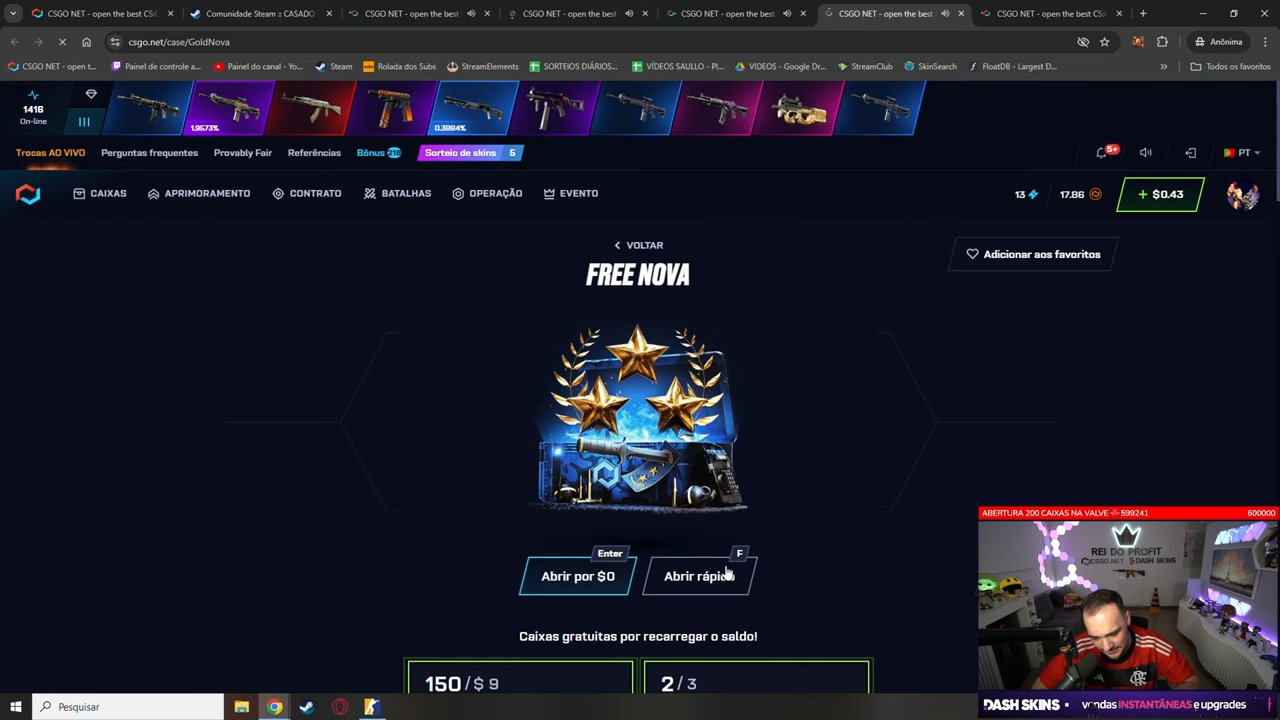 CSGO NET - open the best CS:
Comunidade Steam :: CASADO
CSGO NET - open the best
CSGO NET - open the best
CSGO NET - open the best
CSGO NET - open the best
CSGO NET - open the best CS:
csgo.net/case/GoldNova
Anônima
CSGO NET - open t...
Painel de controle a...
Painel do canal - Yo...
Steam
Rolada dos Subs
StreamElements
SORTEIOS DIÁRIOS...
VÍDEOS SAULLO - Pl...
VIDEOS - Google Dr...
StreamClub
SkinSearch
FloatDB - Largest D...
Todos os favoritos
1416
On-line
1.9573%
0.3884%
Trocas AO VIVO
Perguntas frequentes
Provably Fair
Referências
Bônus
Sorteio de skins 5
5+
PT
CAIXAS
APRIMORAMENTO
CONTRATO
BATALHAS
OPERAÇÃO
EVENTO
13
17.86
+ $0.43
VOLTAR
FREE NOVA
Adicionar aos favoritos
Enter
F
Abrir por $0
Abrir rápido
Caixas gratuitas por recarregar o saldo!
150 / $ 9
2 / 3
ABERTURA 200 CAIXAS NA VALVE 599241 600000
REI DO PROFIT
CSGO.NET DASH SKINS
DASH SKINS • vendas INSTANTÂNEAS e upgrades
Pesquisar